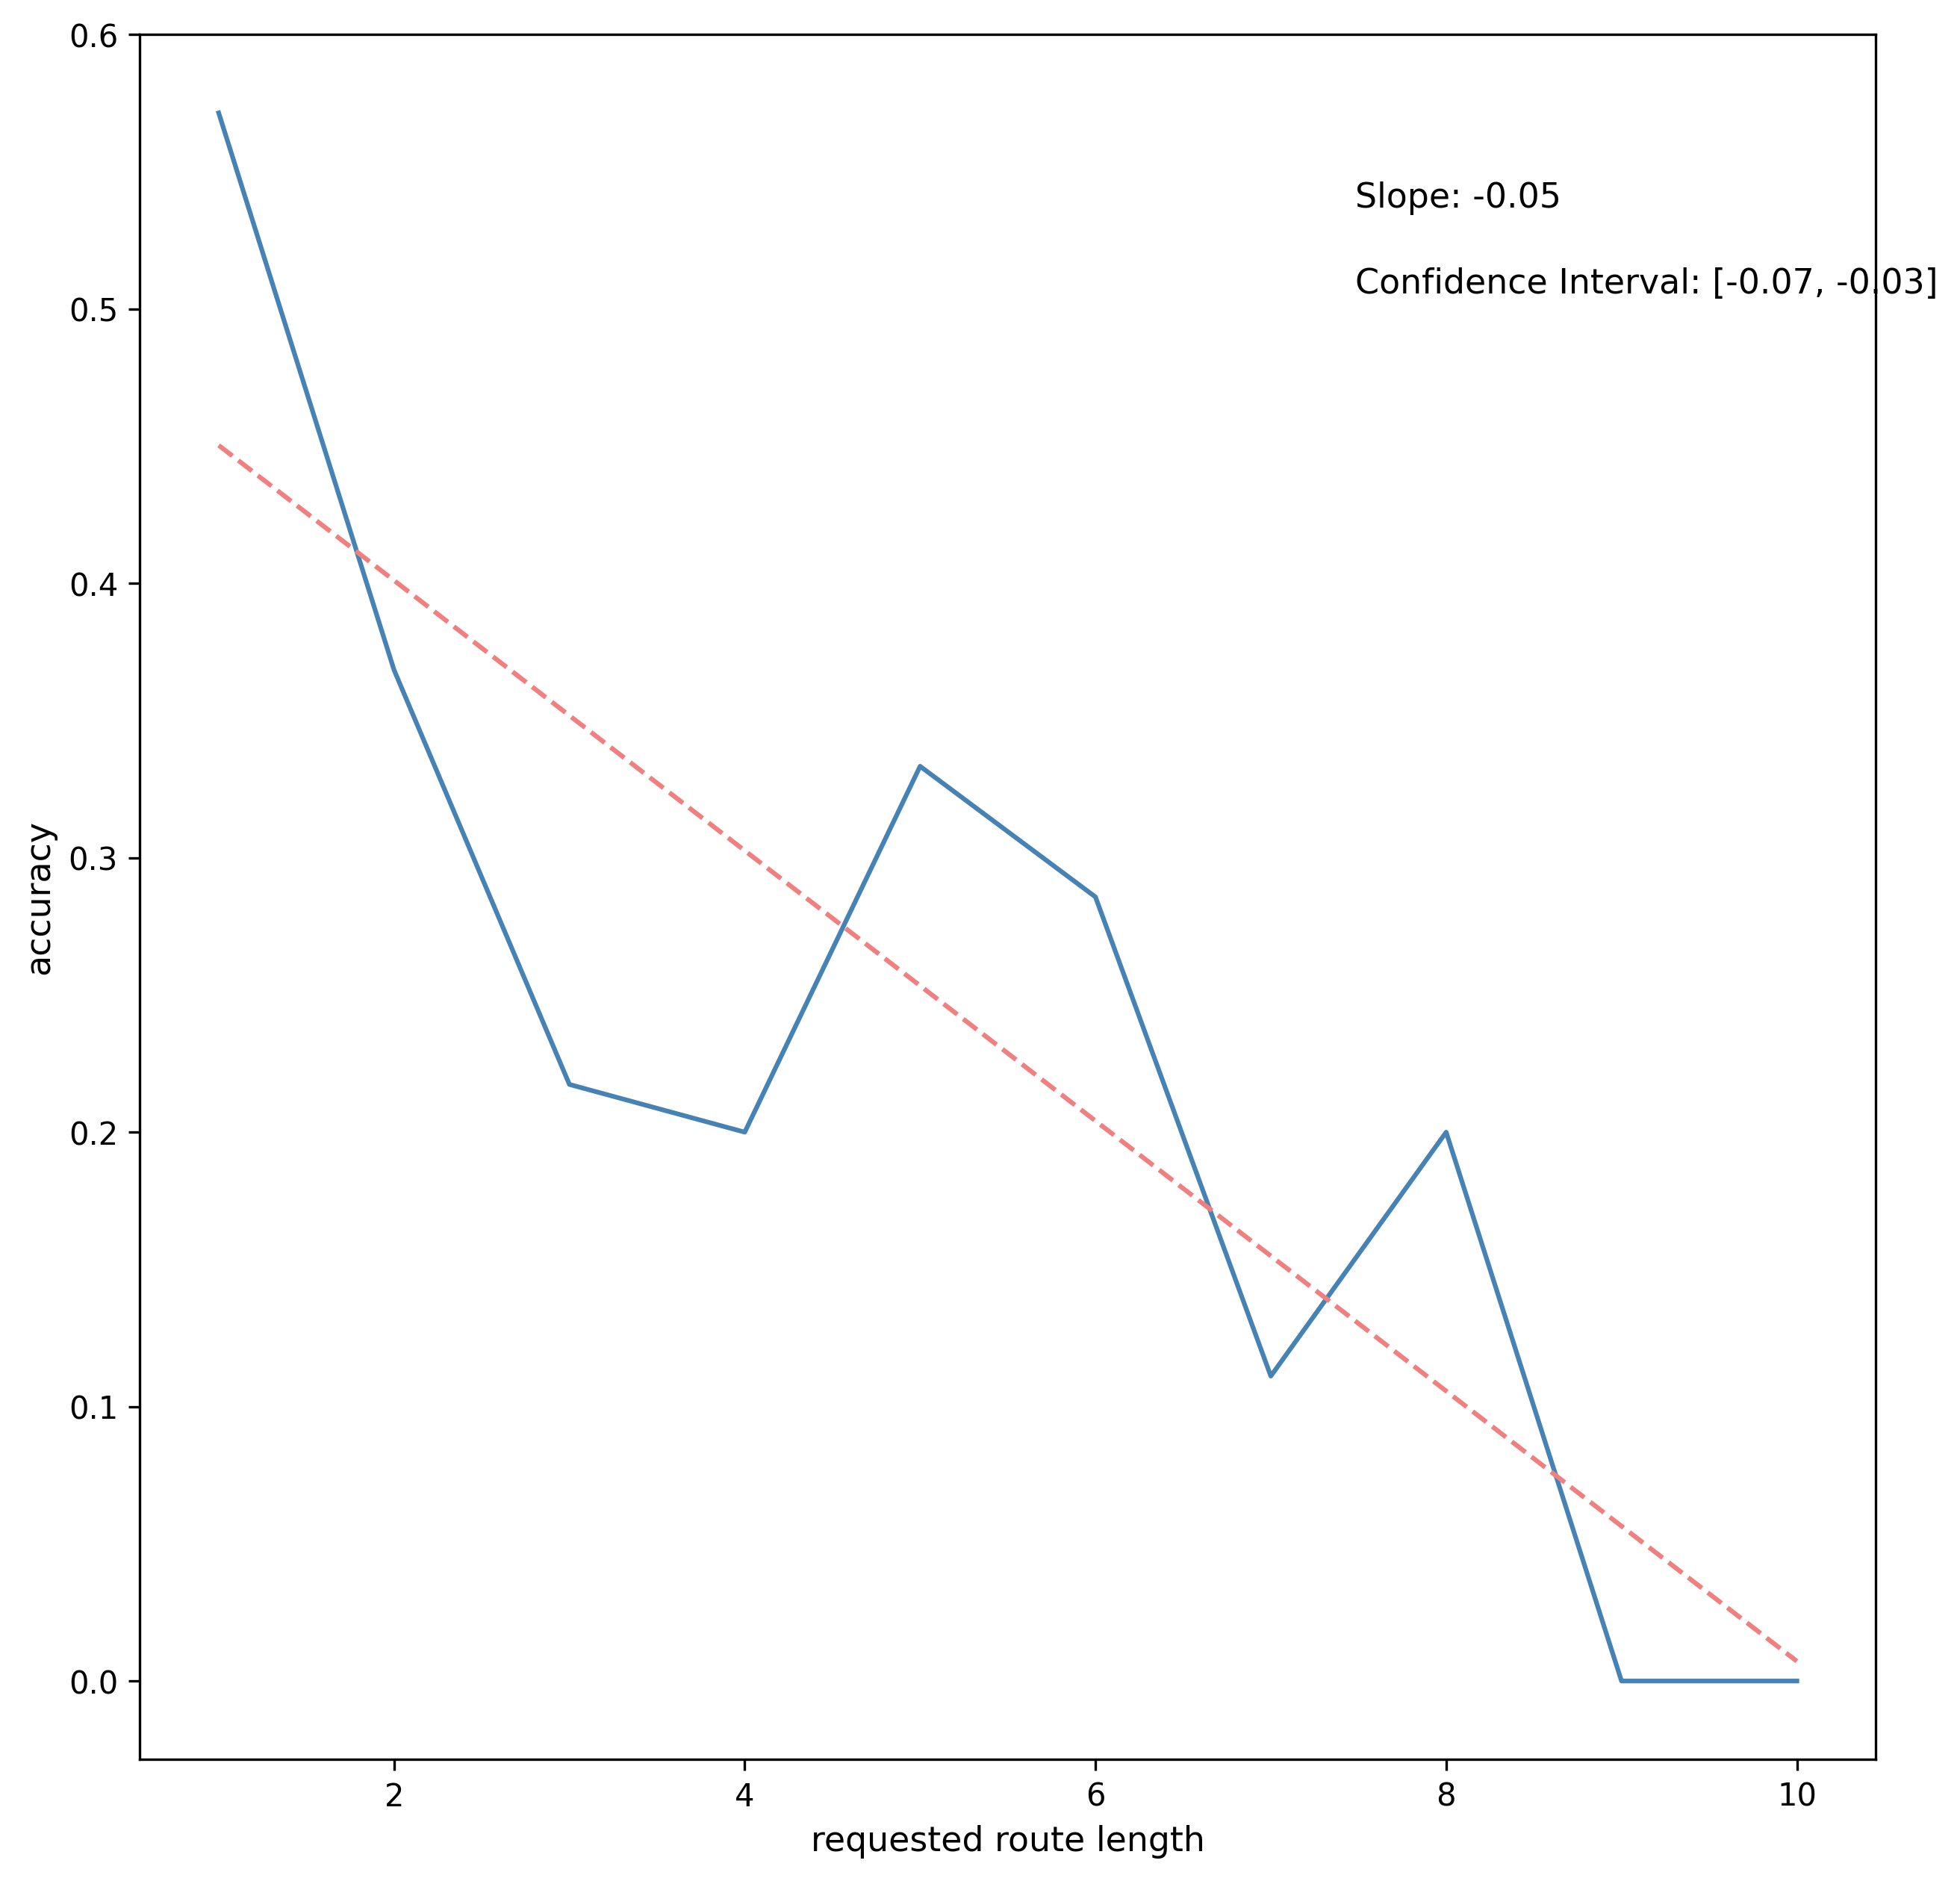 0.6
0.5
0.4
0.3
0.2
0.1
0.0
accuracy
Slope: -0.05
Confidence Interval: [-0.07, -0.03]
2 4 6 8 10
requested route length